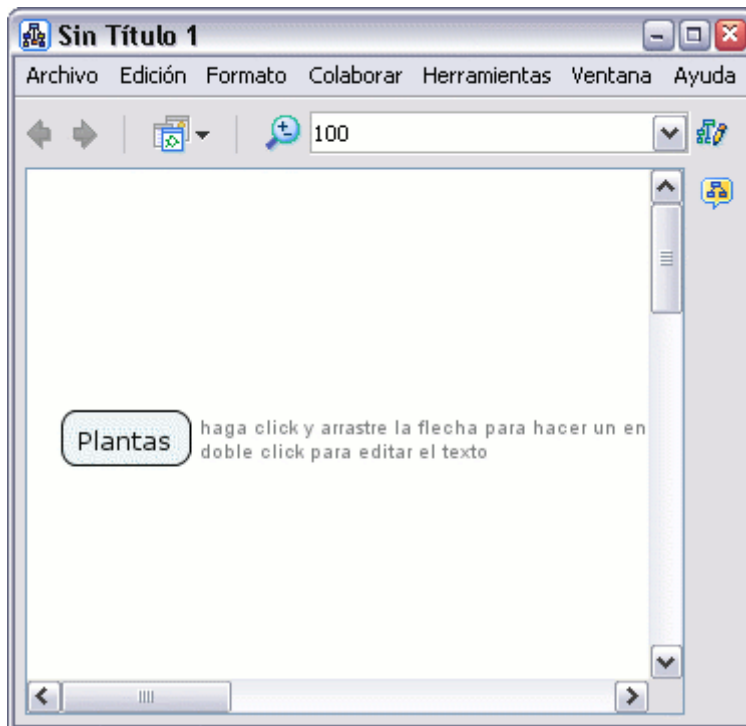 Sin Título 1
Archivo Edición Formato Colaborar Herramientas Ventana Ayuda
100
Plantas
haga click y arrastre la flecha para hacer un en
doble click para editar el texto